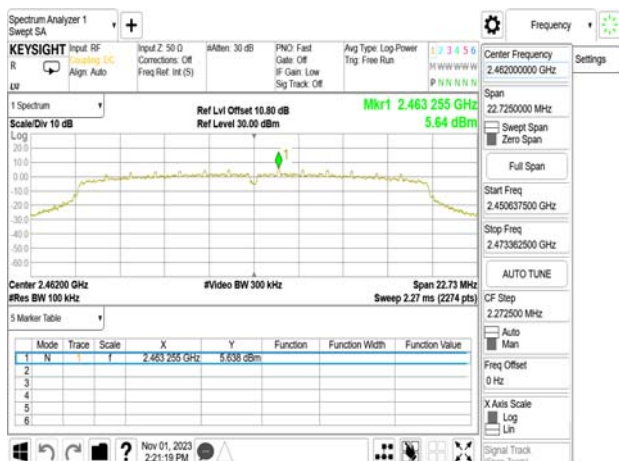 Spectrum Analyzer 1
Swept SA
+
Frequency
KEYSIGHT
R
LXI
Input: RF
Coupling: DC
Align: Auto
Input Z: 50 Ω
Corrections: Off
Freq Ref: Int (S)
#Atten: 30 dB
PNO: Fast
Gate: Off
IF Gain: Low
Sig Track: Off
Avg Type: Log-Power
Trig: Free Run
1 2 3 4 5 6
M W W W W W
P N N N N N
1 Spectrum
Scale/Div 10 dB
Ref Lvl Offset 10.80 dB
Ref Level 30.00 dBm
Mkr1 2.463 255 GHz
5.64 dBm
Log
20.0
10.0
0.00
-10.0
-20.0
-30.0
-40.0
-50.0
-60.0
1
Center 2.46200 GHz
#Res BW 100 kHz
#Video BW 300 kHz
Span 22.73 MHz
Sweep 2.27 ms (2274 pts)
5 Marker Table
Mode Trace Scale X Y Function Function Width Function Value
1 N 1 f 2.463 255 GHz 5.638 dBm
2
3
4
5
6
?
Nov 01, 2023
2:21:19 PM
Center Frequency
2.462000000 GHz
Settings
Span
22.7250000 MHz
Swept Span
Zero Span
Full Span
Start Freq
2.450637500 GHz
Stop Freq
2.473362500 GHz
AUTO TUNE
CF Step
2.272500 MHz
Auto
Man
Freq Offset
0 Hz
X Axis Scale
Log
Lin
Signal Track